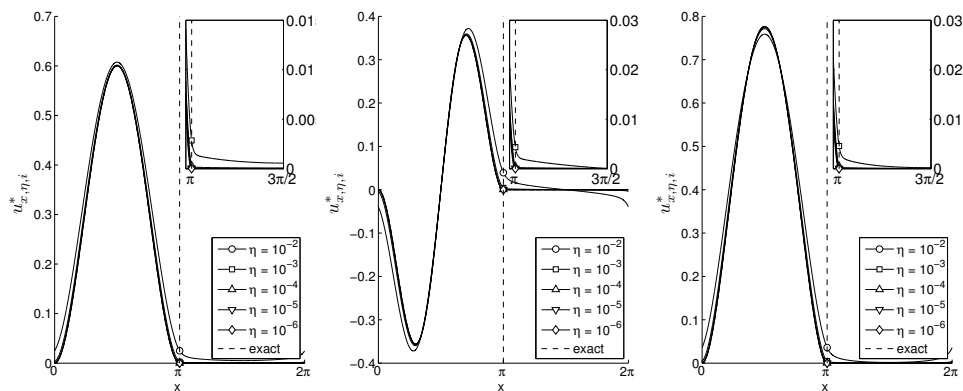 0.7
0.6
0.5
0.4
0.3
0.2
0.1
0
0
π
2π
x
u*x,η,i
0.01
0.01
0.00
0
π
3π/2
η = 10⁻²
η = 10⁻³
η = 10⁻⁴
η = 10⁻⁵
η = 10⁻⁶
exact
0.4
0.3
0.2
0.1
0
−0.1
−0.2
−0.3
−0.4
0
π
2π
x
u*x,η,i
0.03
0.02
0.01
0
π
3π/2
η = 10⁻²
η = 10⁻³
η = 10⁻⁴
η = 10⁻⁵
η = 10⁻⁶
exact
0.8
0.7
0.6
0.5
0.4
0.3
0.2
0.1
0
0
π
2π
x
u*x,η,i
0.03
0.02
0.01
0
π
3π/2
η = 10⁻²
η = 10⁻³
η = 10⁻⁴
η = 10⁻⁵
η = 10⁻⁶
exact